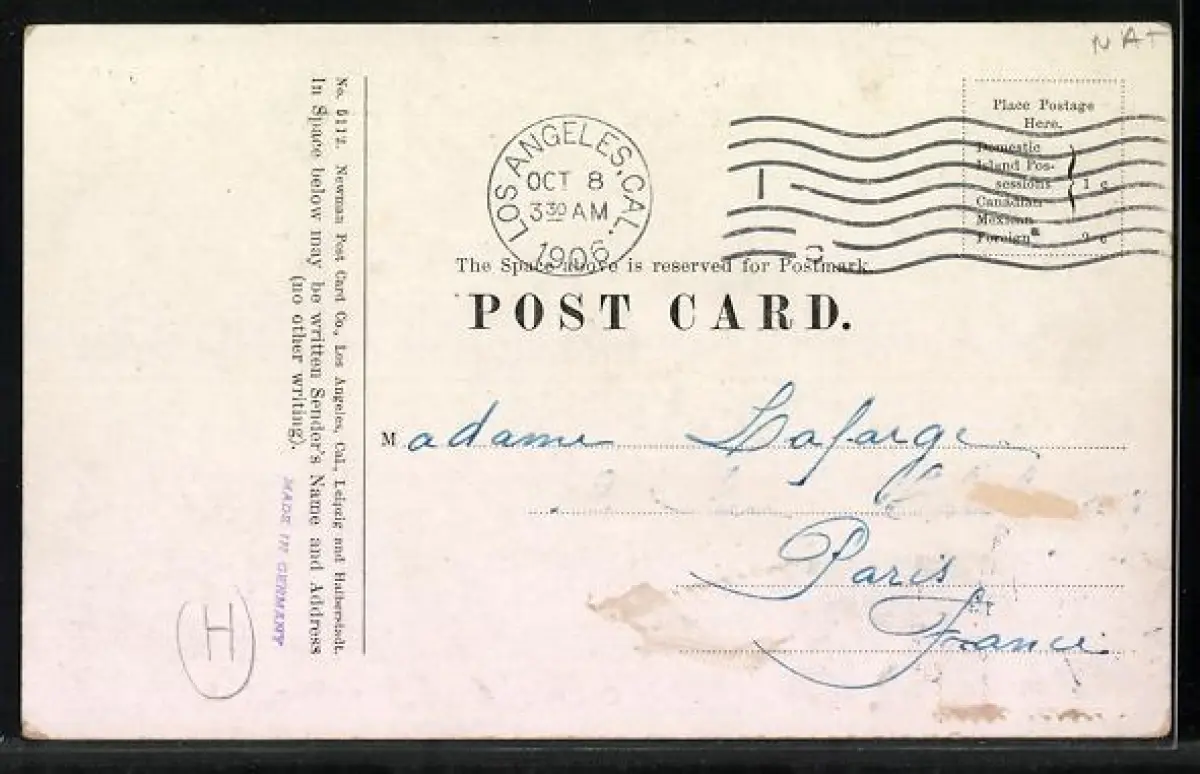 NAT
Place Postage
Here.
Domestic
Island Pos-
sessions
Canadian
Mexican
1 c
Foreign 2 c
LOS ANGELES, CAL.
OCT 8
3 30 AM
1906
The Space above is reserved for Postmark.
POST CARD.
Madame Lafarge
Paris
France
No. 5112. Newman Post Card Co., Los Angeles, Cal., Leipzig and Halberstadt.
In Space below may be written Sender's Name and Address
(no other writing).
MADE IN GERMANY
H